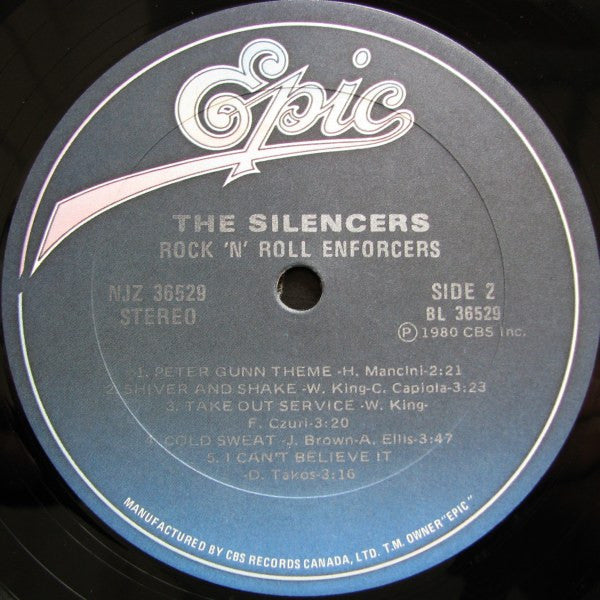 Epic
THE SILENCERS
ROCK 'N' ROLL ENFORCERS
NJZ 36529
STEREO
SIDE 2
BL 36529
Ⓟ 1980 CBS Inc.
1. PETER GUNN THEME -H. Mancini-2:21
2. SHIVER AND SHAKE -W. King-C. Capiola-3:23
3. TAKE OUT SERVICE -W. King-
F. Czuri-3:20
4. COLD SWEAT -J. Brown-A. Ellis-3:47
5. I CAN'T BELIEVE IT
-D. Takos-3:16
MANUFACTURED BY CBS RECORDS CANADA, LTD. T.M. OWNER "EPIC"